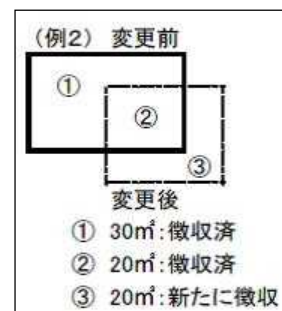 （例2） 変更前
①
②
③
変更後
① 30㎡：徴収済
② 20㎡：徴収済
③ 20㎡：新たに徴収